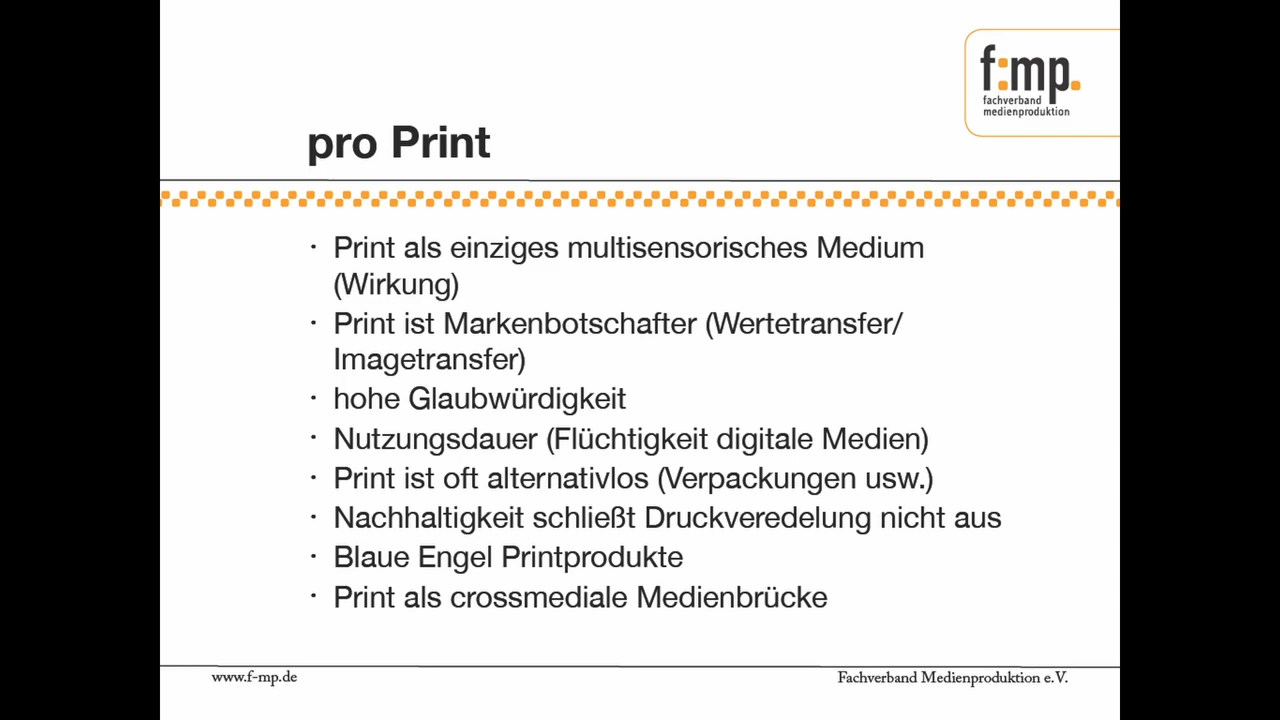 f:mp.
fachverband
medienproduktion
pro Print
· Print als einziges multisensorisches Medium
(Wirkung)
· Print ist Markenbotschafter (Wertetransfer/
Imagetransfer)
· hohe Glaubwürdigkeit
· Nutzungsdauer (Flüchtigkeit digitale Medien)
· Print ist oft alternativlos (Verpackungen usw.)
· Nachhaltigkeit schließt Druckveredelung nicht aus
· Blaue Engel Printprodukte
· Print als crossmediale Medienbrücke
www.f-mp.de
Fachverband Medienproduktion e.V.